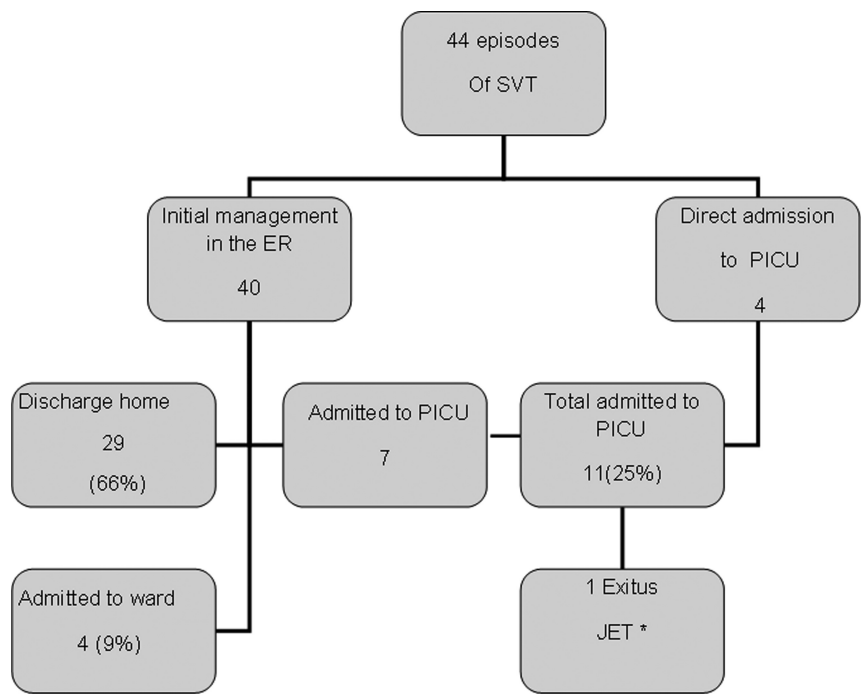 44 episodes
Of SVT
Initial management
in the ER
40
Direct admission
to PICU
4
Discharge home
29
(66%)
Admitted to PICU
7
Total admitted to
PICU
11(25%)
Admitted to ward
4 (9%)
1 Exitus
JET *